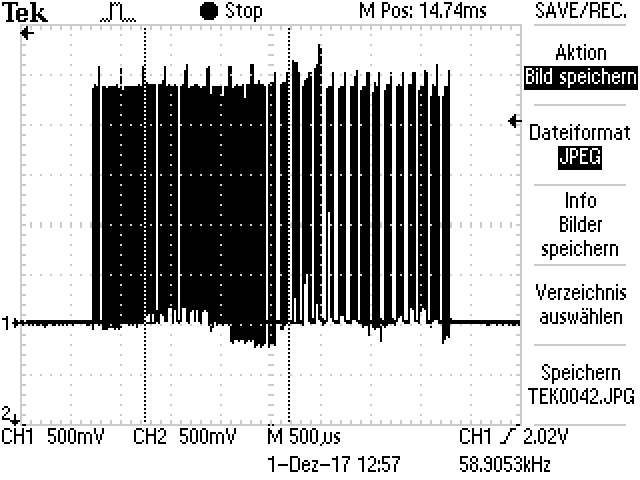 Tek
Stop
M Pos: 14.74ms
SAVE/REC.
Aktion
Bild speichern
Dateiformat
JPEG
Info
Bilder
speichern
Verzeichnis
auswählen
Speichern
TEK0042.JPG
1
2
CH1 500mV
CH2 500mV
M 500µs
CH1 2.02V
1-Dez-17 12:57
58.9053kHz